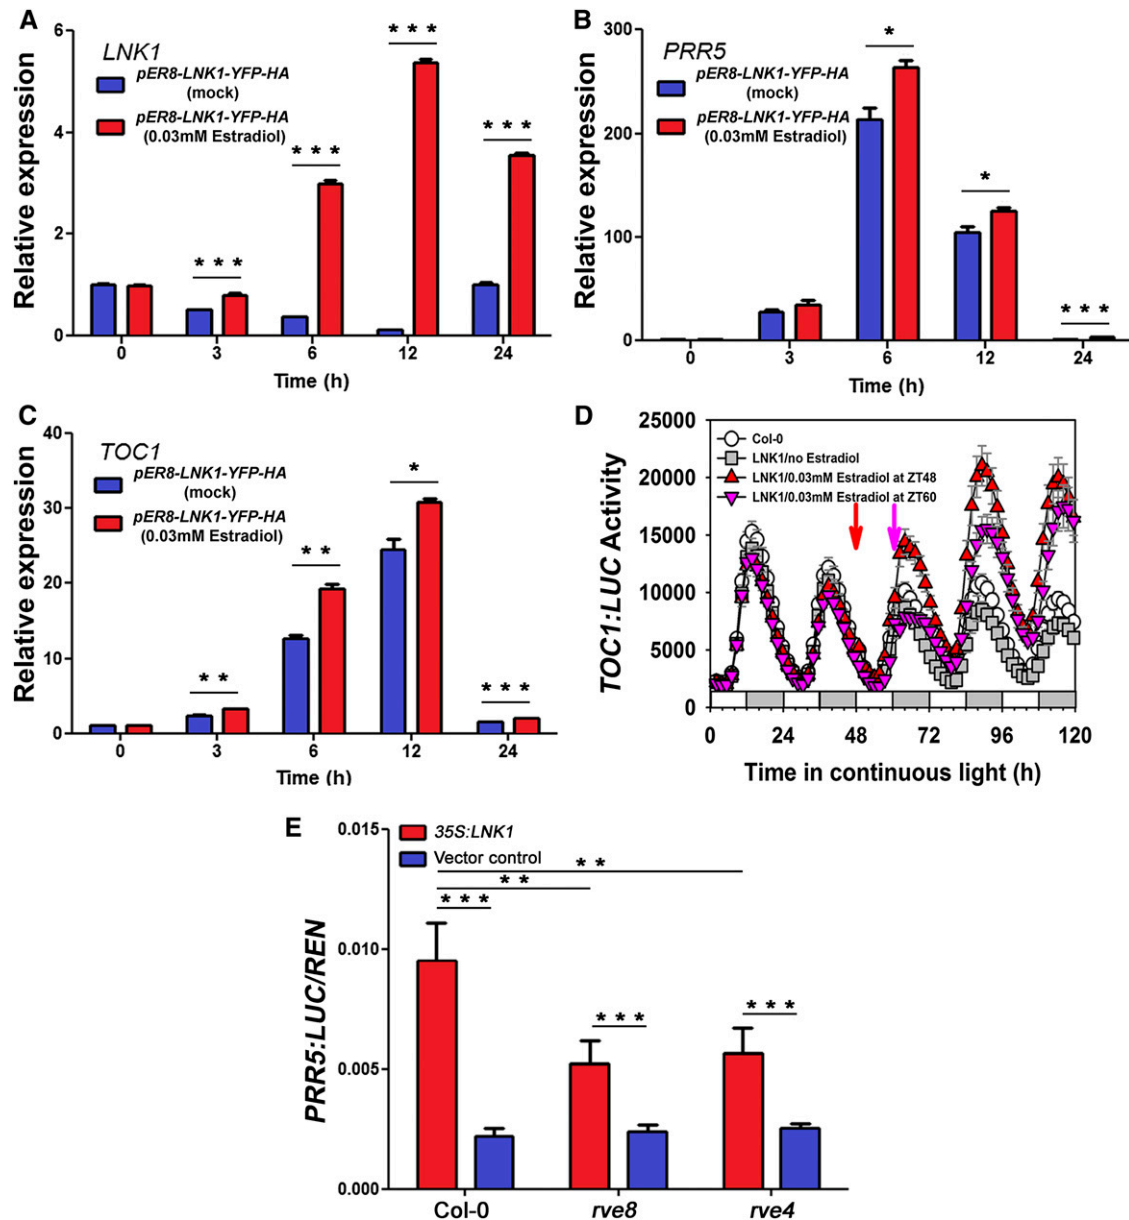 A
LNK1
pER8-LNK1-YFP-HA
(mock)
pER8-LNK1-YFP-HA
(0.03mM Estradiol)
Relative expression
6
4
2
0
* * *
* * *
* * *
* * *
0 3 6 12 24
Time (h)
B
PRR5
pER8-LNK1-YFP-HA
(mock)
pER8-LNK1-YFP-HA
(0.03mM Estradiol)
Relative expression
300
200
100
0
*
*
* * *
0 3 6 12 24
Time (h)
C
TOC1
pER8-LNK1-YFP-HA
(mock)
pER8-LNK1-YFP-HA
(0.03mM Estradiol)
Relative expression
40
30
20
10
0
* *
* *
*
* * *
0 3 6 12 24
Time (h)
D
Col-0
LNK1/no Estradiol
LNK1/0.03mM Estradiol at ZT48
LNK1/0.03mM Estradiol at ZT60
TOC1:LUC Activity
25000
20000
15000
10000
5000
0
0 24 48 72 96 120
Time in continuous light (h)
E
35S:LNK1
Vector control
PRR5:LUC/REN
0.015
0.010
0.005
0.000
* *
* *
* * *
* * *
* * *
Col-0 rve8 rve4